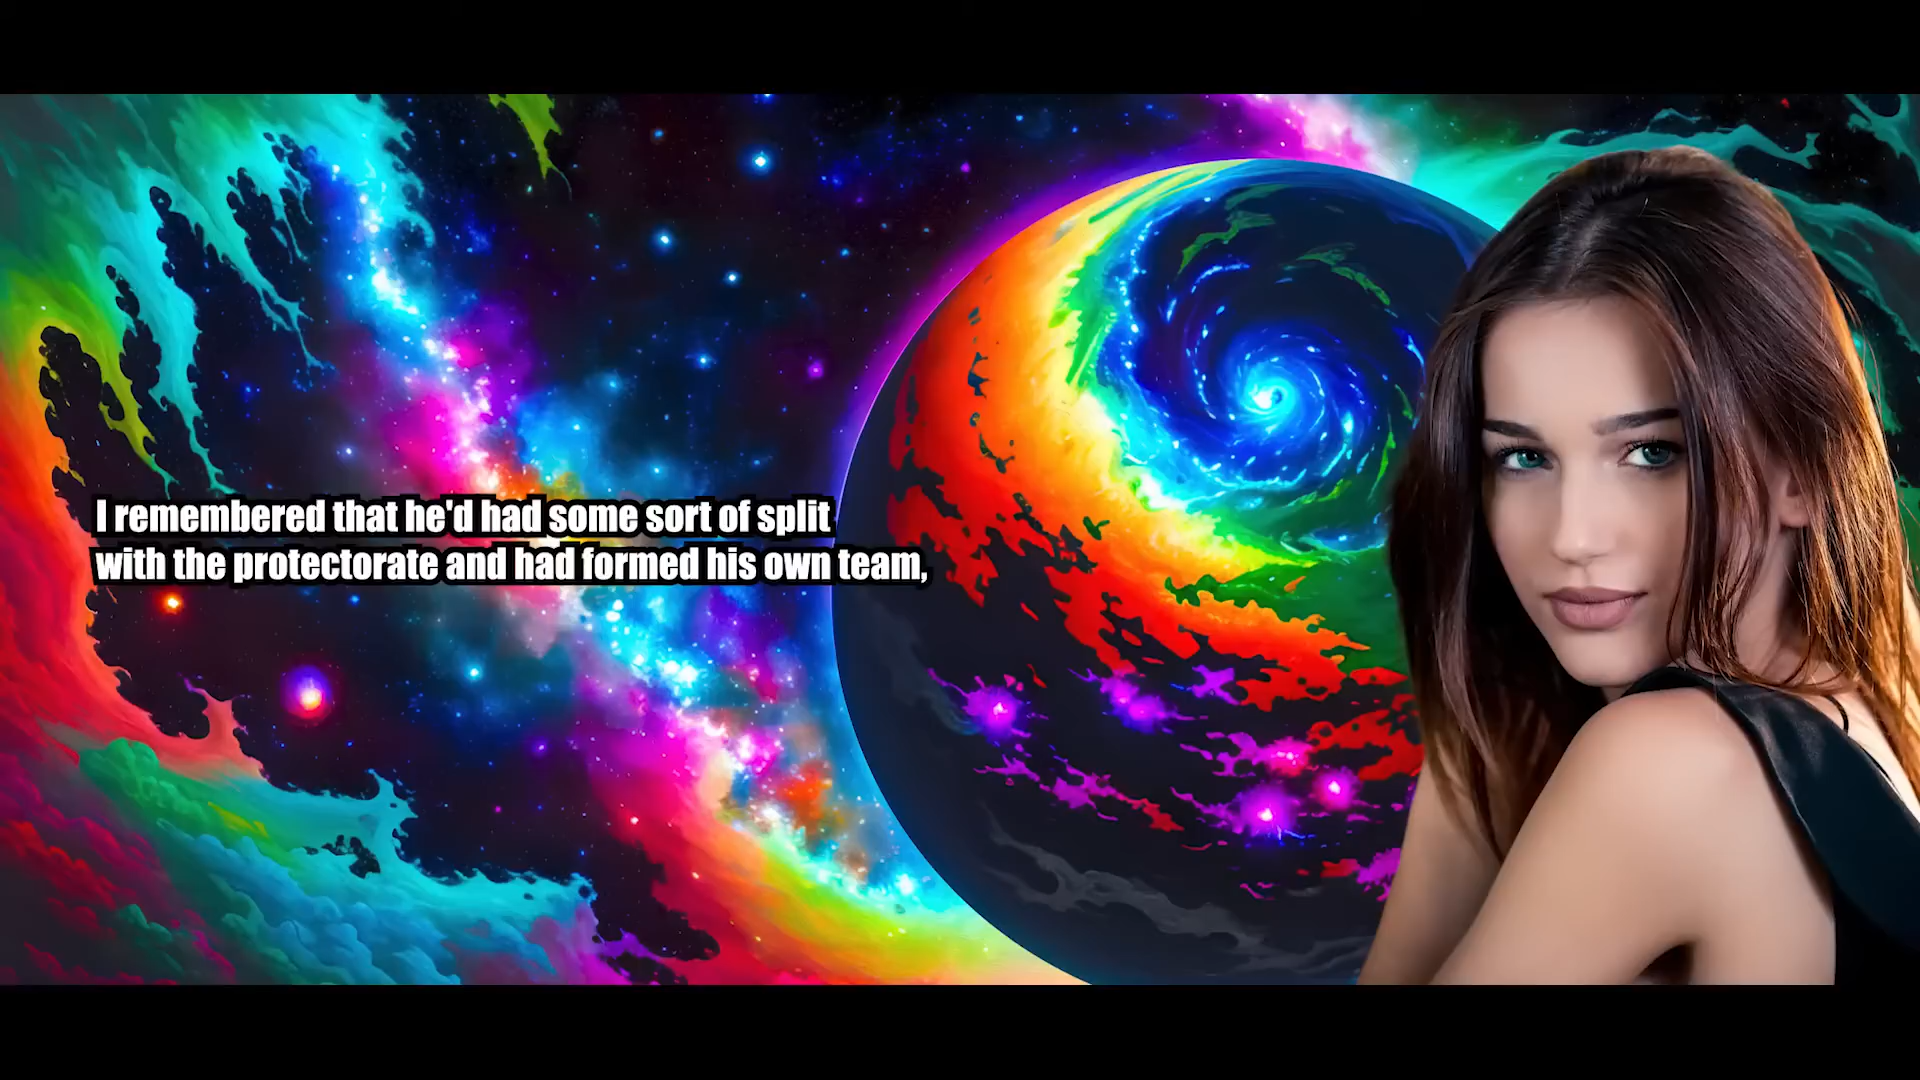 I remembered that he'd had some sort of split
with the protectorate and had formed his own team,